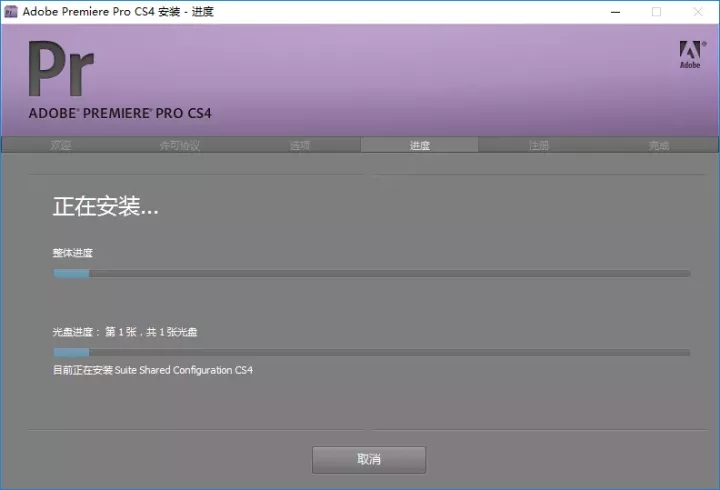 Adobe Premiere Pro CS4 安装 - 进度
Pr
Adobe
ADOBE® PREMIERE® PRO CS4
欢迎 许可协议 选项 进度 注册 完成
正在安装...
整体进度
光盘进度： 第 1 张，共 1 张光盘
目前正在安装 Suite Shared Configuration CS4
取消